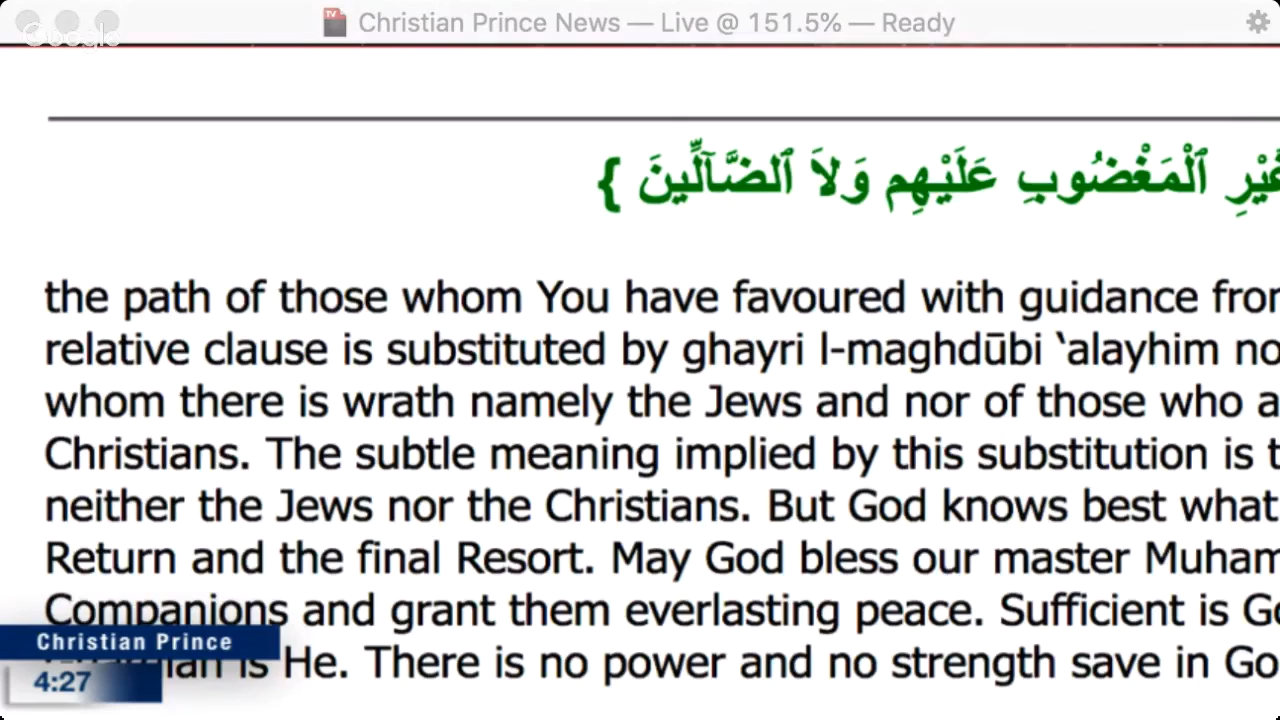 Christian Prince News — Live @ 151.5% — Ready
Google
غَيْرِ ٱلْمَغْضُوبِ عَلَيْهِم وَلاَ ٱلضَّآلِّينَ }
the path of those whom You have favoured with guidance from
relative clause is substituted by ghayri l-maghdūbi ‘alayhim no
whom there is wrath namely the Jews and nor of those who a
Christians. The subtle meaning implied by this substitution is t
neither the Jews nor the Christians. But God knows best what
Return and the final Resort. May God bless our master Muham
Companions and grant them everlasting peace. Sufficient is Go
is He. There is no power and no strength save in Go
Christian Prince
4:27